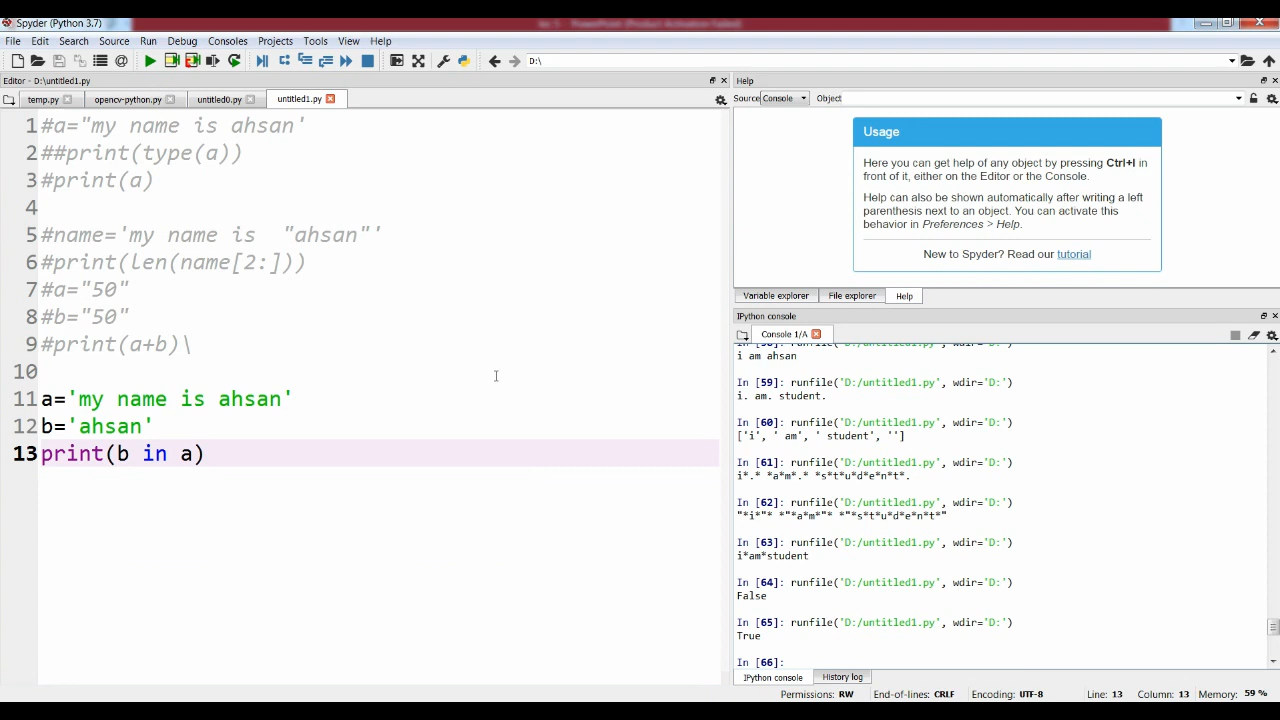 Spyder (Python 3.7)
File Edit Search Source Run Debug Consoles Projects Tools View Help
D:\
Editor - D:\untitled1.py
temp.py opencv-python.py untitled0.py untitled1.py
1 #a="my name is ahsan'
2 ##print(type(a))
3 #print(a)
4
5 #name='my name is  "ahsan"'
6 #print(len(name[2:]))
7 #a="50"
8 #b="50"
9 #print(a+b)\
10
11 a='my name is ahsan'
12 b='ahsan'
13 print(b in a)
Help
Source Console Object
Usage
Here you can get help of any object by pressing Ctrl+I in
front of it, either on the Editor or the Console.
Help can also be shown automatically after writing a left
parenthesis next to an object. You can activate this
behavior in Preferences > Help.
New to Spyder? Read our tutorial
Variable explorer File explorer Help
IPython console
Console 1/A
i am ahsan
In [59]: runfile('D:/untitled1.py', wdir='D:')
i. am. student.
In [60]: runfile('D:/untitled1.py', wdir='D:')
['i', ' am', ' student', '']
In [61]: runfile('D:/untitled1.py', wdir='D:')
i*.* *a*m*.* *s*t*u*d*e*n*t*.
In [62]: runfile('D:/untitled1.py', wdir='D:')
"*i*"* *"*a*m*"* *"*s*t*u*d*e*n*t*"
In [63]: runfile('D:/untitled1.py', wdir='D:')
i*am*student
In [64]: runfile('D:/untitled1.py', wdir='D:')
False
In [65]: runfile('D:/untitled1.py', wdir='D:')
True
In [66]:
IPython console History log
Permissions: RW End-of-lines: CRLF Encoding: UTF-8 Line: 13 Column: 13 Memory: 59 %